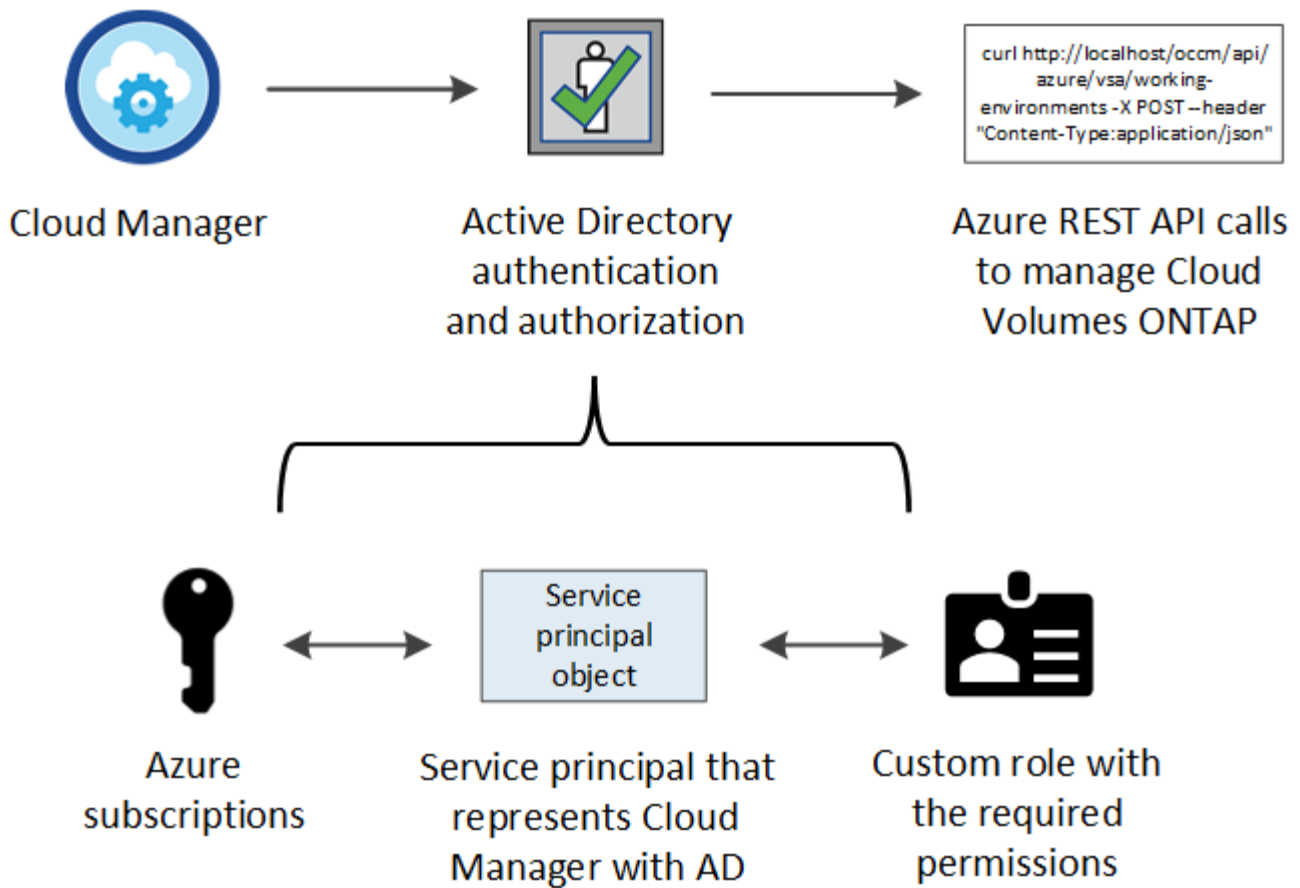 curl http://localhost/occm/api/
azure/vsa/working-
environments -X POST --header
"Content-Type:application/json"
Cloud Manager
Active Directory
authentication
and authorization
Azure REST API calls
to manage Cloud
Volumes ONTAP
Service
principal
object
Azure
subscriptions
Service principal that
represents Cloud
Manager with AD
Custom role with
the required
permissions